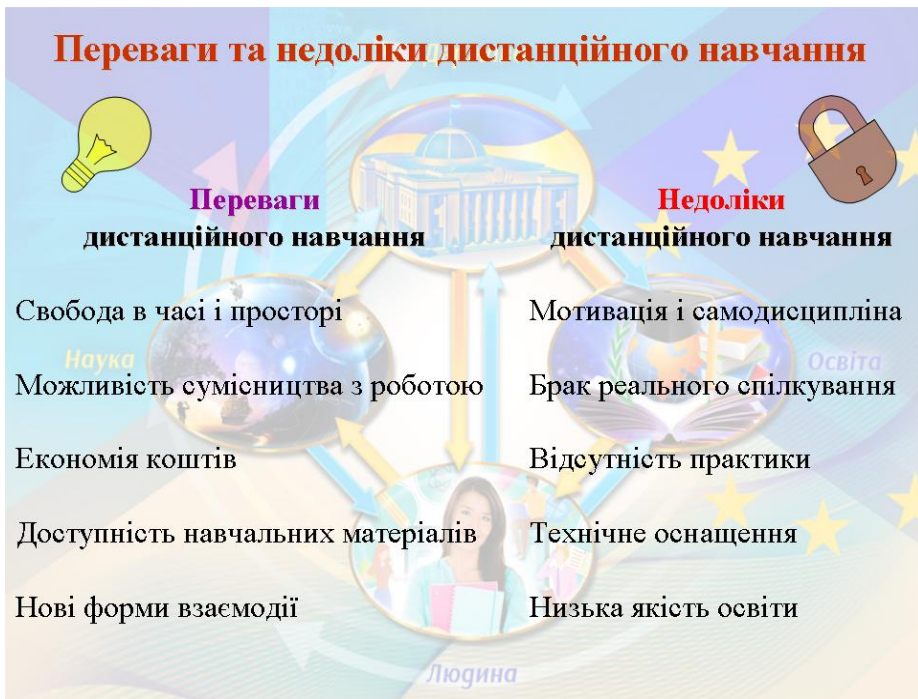 Переваги та недоліки дистанційного навчання
Переваги
дистанційного навчання
Недоліки
дистанційного навчання
Свобода в часі і просторі
Мотивація і самодисципліна
Наука
Освіта
Можливість сумісництва з роботою
Брак реального спілкування
Економія коштів
Відсутність практики
Доступність навчальних матеріалів
Технічне оснащення
Нові форми взаємодії
Низька якість освіти
Людина